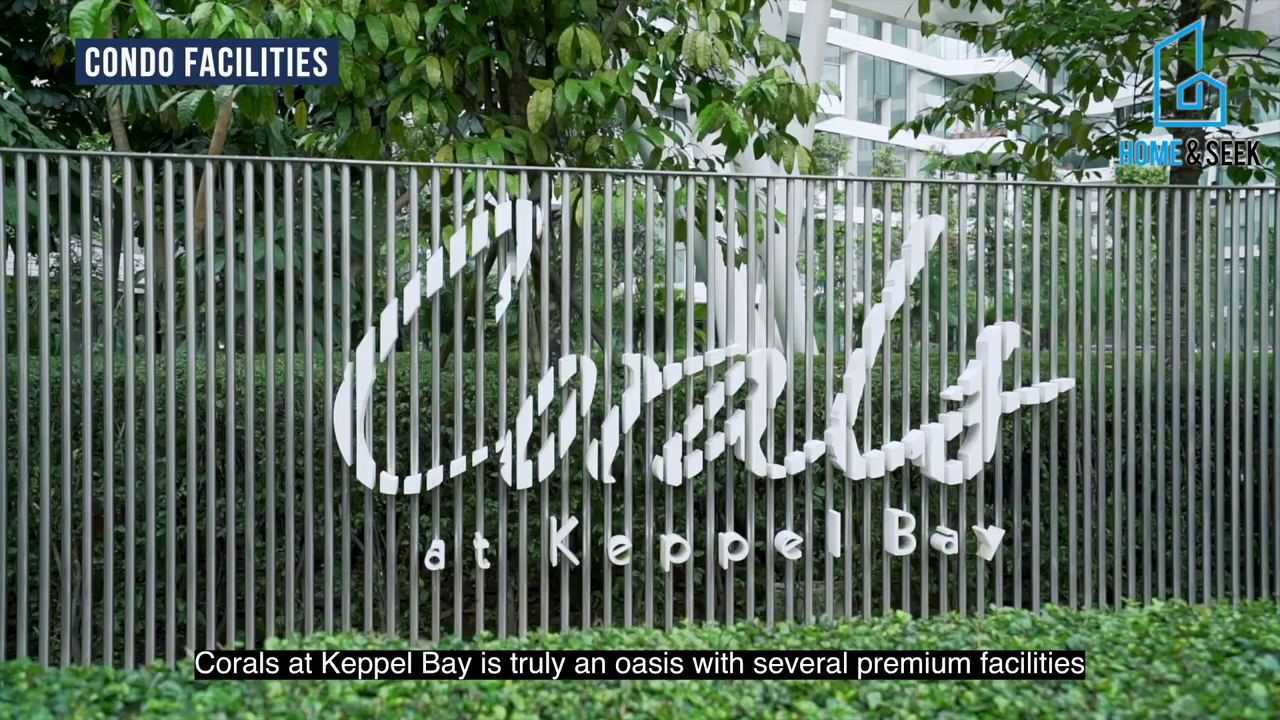 CONDO FACILITIES
HOME & SEEK
Corals
at Keppel Bay
Corals at Keppel Bay is truly an oasis with several premium facilities